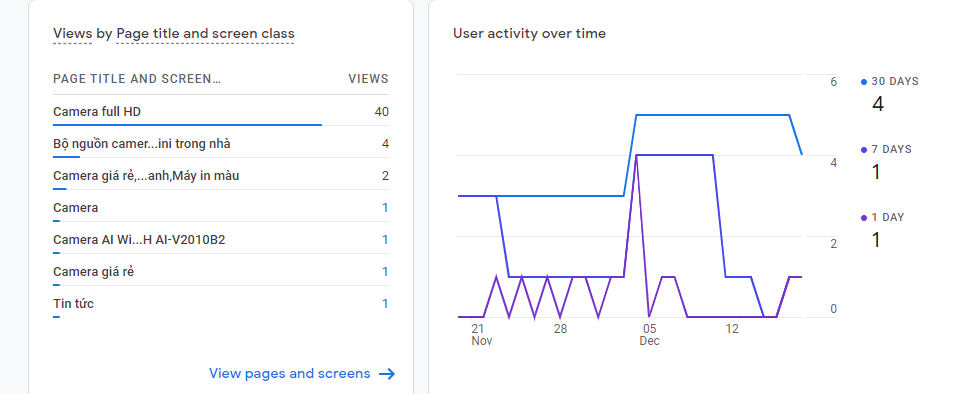 Views by Page title and screen class
PAGE TITLE AND SCREEN… VIEWS
Camera full HD 40
Bộ nguồn camer...ini trong nhà 4
Camera giá rẻ,...anh,Máy in màu 2
Camera 1
Camera AI Wi...H AI-V2010B2 1
Camera giá rẻ 1
Tin tức 1
View pages and screens
User activity over time
6
4
2
0
21 Nov
28
05 Dec
12
30 DAYS
4
7 DAYS
1
1 DAY
1